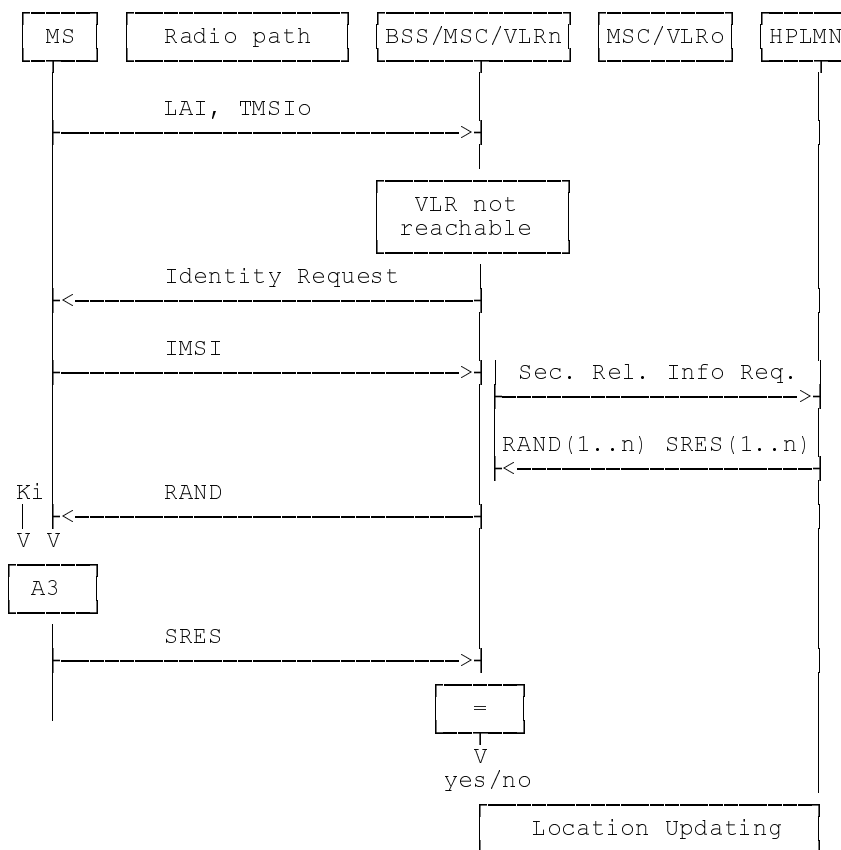 MS Radio path BSS/MSC/VLRn MSC/VLRo HPLMN
LAI, TMSIo
VLR not
reachable
Identity Request
IMSI
Sec. Rel. Info Req.
RAND(1..n) SRES(1..n)
Ki RAND
V V
A3
SRES
=
V
yes/no
Location Updating